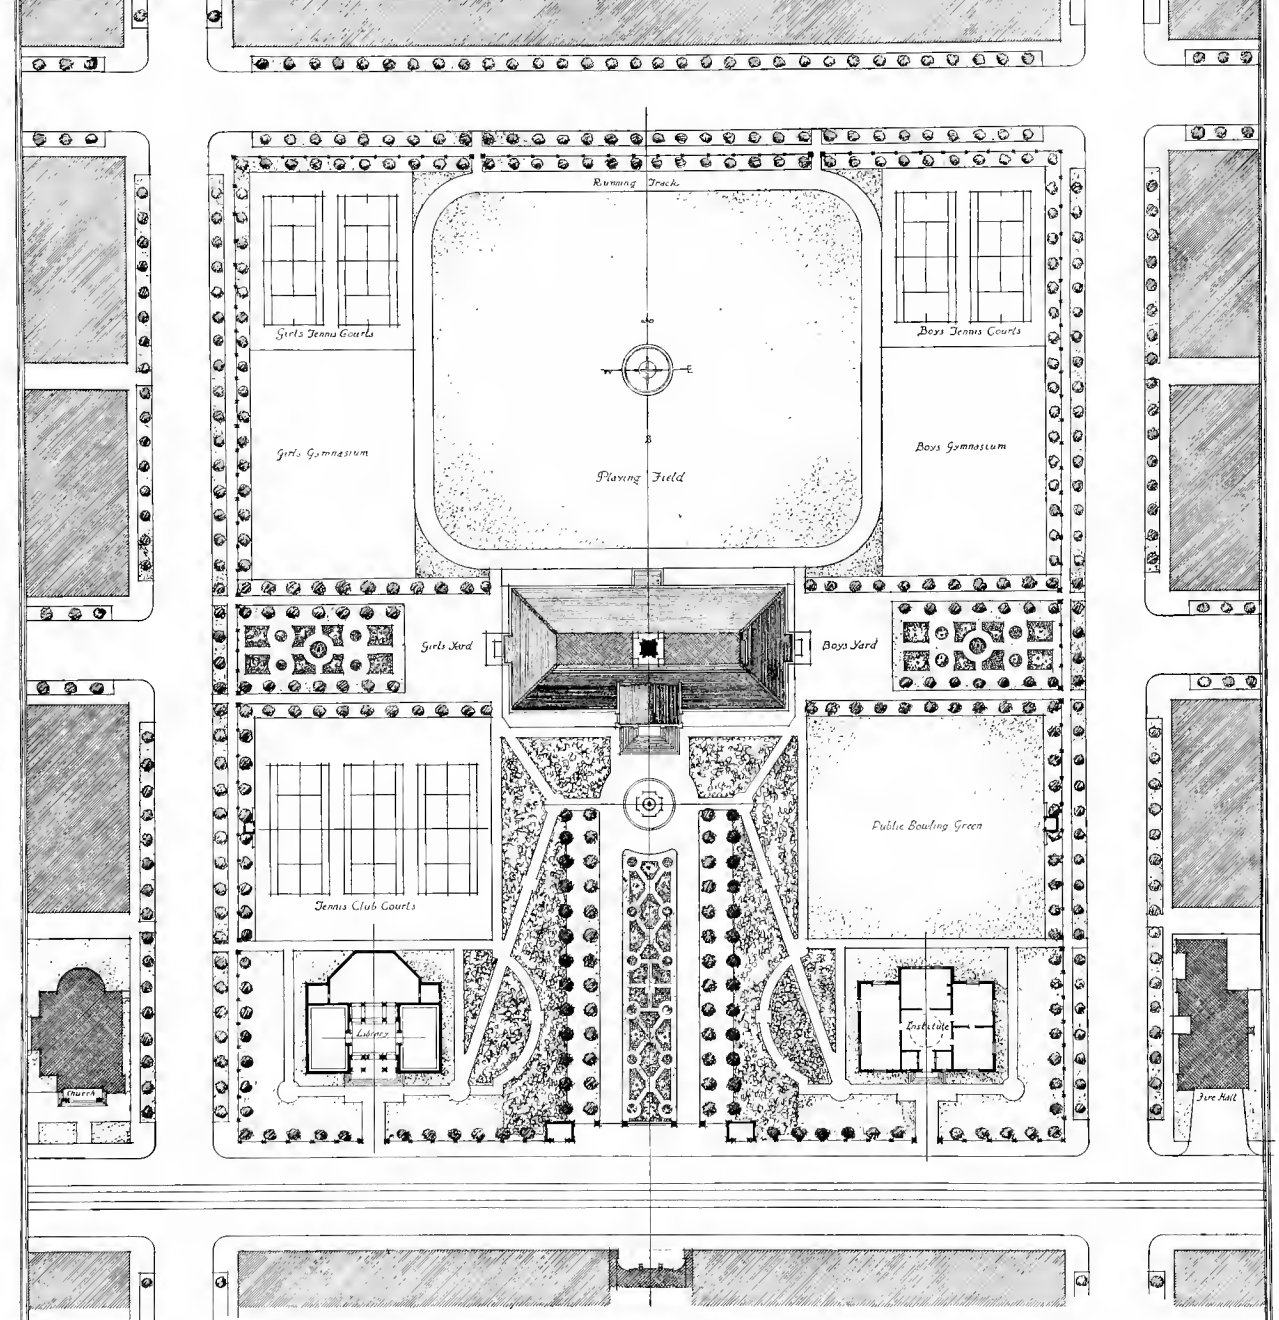 Running Track
Girls Tennis Courts
Boys Tennis Courts
W
E
S
Girls Gymnasium
Boys Gymnasium
Playing Field
Girls Yard
Boys Yard
Public Bowling Green
Tennis Club Courts
Library
Institute
Church
Fire Hall